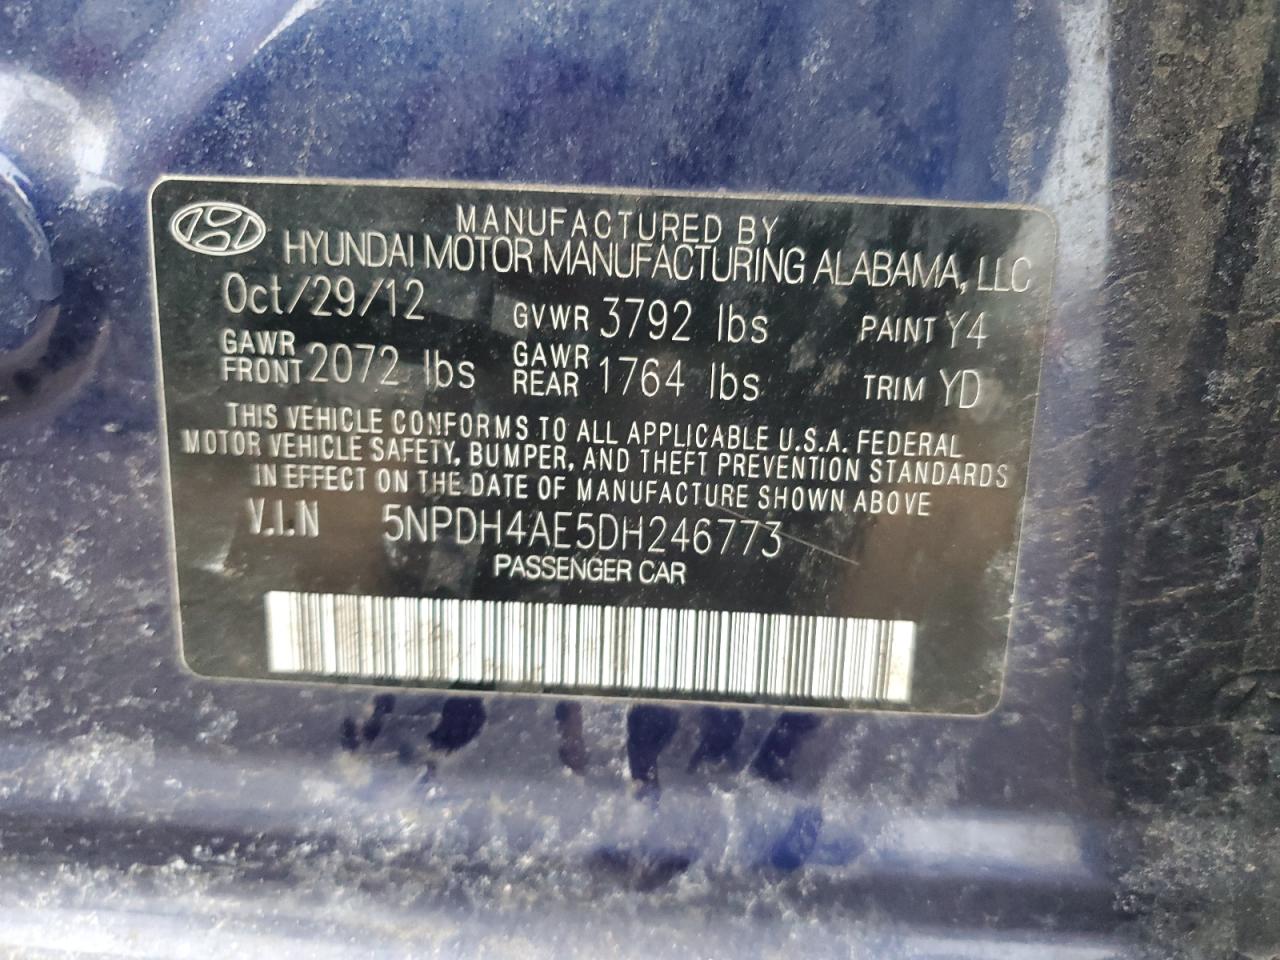 MANUFACTURED BY
HYUNDAI MOTOR MANUFACTURING ALABAMA, LLC
Oct/29/12 GVWR 3792 lbs PAINT Y4
GAWR FRONT 2072 lbs GAWR REAR 1764 lbs TRIM YD
THIS VEHICLE CONFORMS TO ALL APPLICABLE U.S.A. FEDERAL
MOTOR VEHICLE SAFETY, BUMPER, AND THEFT PREVENTION STANDARDS
IN EFFECT ON THE DATE OF MANUFACTURE SHOWN ABOVE
V.I.N 5NPDH4AE5DH246773
PASSENGER CAR